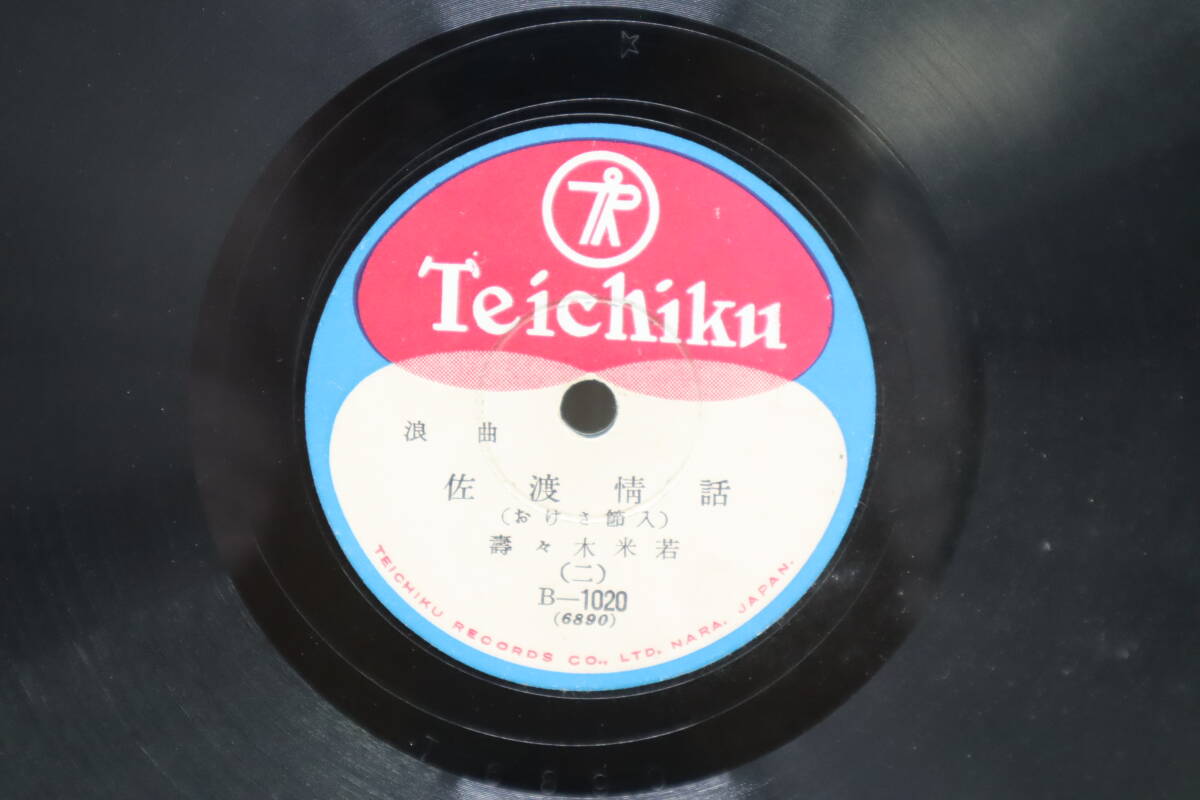 Teichiku
浪曲
佐渡情話
(おけさ節入)
壽々木米若
(二)
B—1020
(6890)
TEICHIKU RECORDS CO., LTD. NARA, JAPAN.